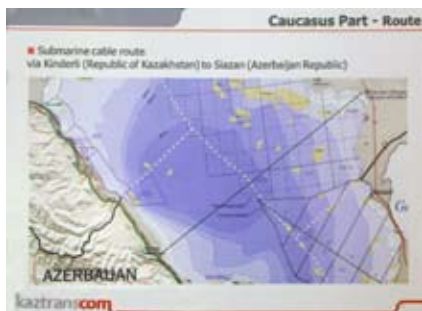 Caucasus Part - Route
Submarine cable route
via Kinderli (Republic of Kazakhstan) to Siazan (Azerbaijan Republic)
AZERBAIJAN
kaztranscom